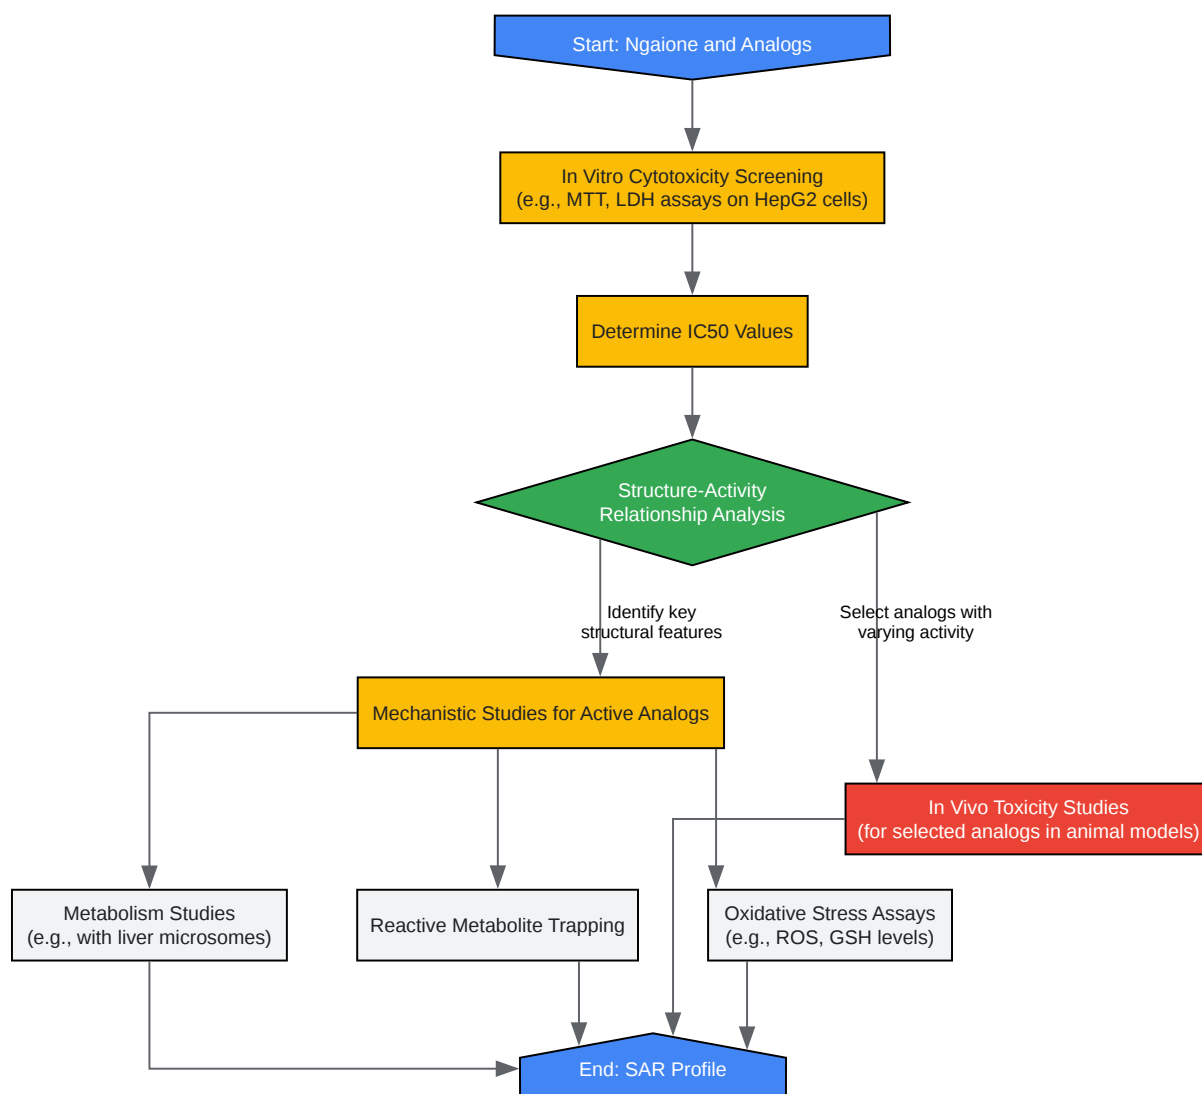 Start: Ngaione and Analogs
In Vitro Cytotoxicity Screening
(e.g., MTT, LDH assays on HepG2 cells)
Determine IC50 Values
Structure-Activity
Relationship Analysis
Identify key
structural features
Select analogs with
varying activity
Mechanistic Studies for Active Analogs
In Vivo Toxicity Studies
(for selected analogs in animal models)
Metabolism Studies
(e.g., with liver microsomes)
Reactive Metabolite Trapping
Oxidative Stress Assays
(e.g., ROS, GSH levels)
End: SAR Profile